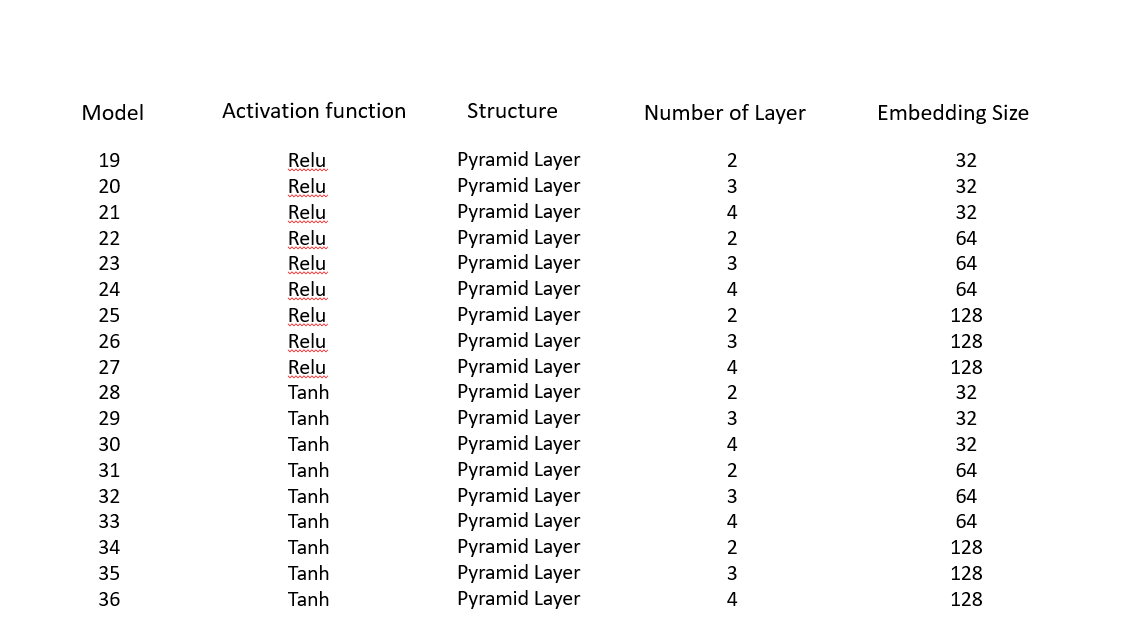 Model Activation function Structure Number of Layer Embedding Size
19 Relu Pyramid Layer 2 32
20 Relu Pyramid Layer 3 32
21 Relu Pyramid Layer 4 32
22 Relu Pyramid Layer 2 64
23 Relu Pyramid Layer 3 64
24 Relu Pyramid Layer 4 64
25 Relu Pyramid Layer 2 128
26 Relu Pyramid Layer 3 128
27 Relu Pyramid Layer 4 128
28 Tanh Pyramid Layer 2 32
29 Tanh Pyramid Layer 3 32
30 Tanh Pyramid Layer 4 32
31 Tanh Pyramid Layer 2 64
32 Tanh Pyramid Layer 3 64
33 Tanh Pyramid Layer 4 64
34 Tanh Pyramid Layer 2 128
35 Tanh Pyramid Layer 3 128
36 Tanh Pyramid Layer 4 128